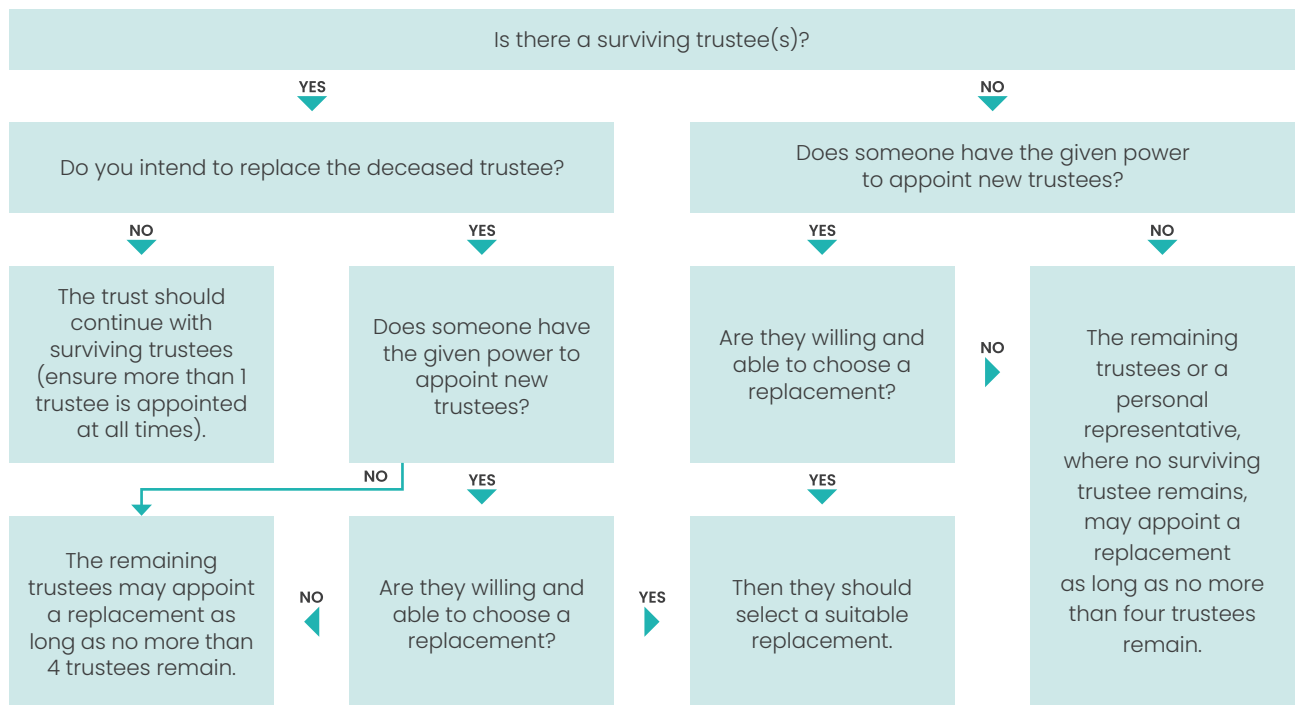 Is there a surviving trustee(s)?
YES
NO
Do you intend to replace the deceased trustee?
Does someone have the given power
to appoint new trustees?
NO
YES
YES
NO
The trust should
continue with
surviving trustees
(ensure more than 1
trustee is appointed
at all times).
Does someone have
the given power to
appoint new
trustees?
Are they willing and
able to choose a
replacement?
NO
The remaining
trustees or a
personal
representative,
where no surviving
trustee remains,
may appoint a
replacement
as long as no more
than four trustees
remain.
NO
YES
YES
The remaining
trustees may appoint
a replacement as
long as no more than
4 trustees remain.
NO
Are they willing and
able to choose a
replacement?
YES
Then they should
select a suitable
replacement.